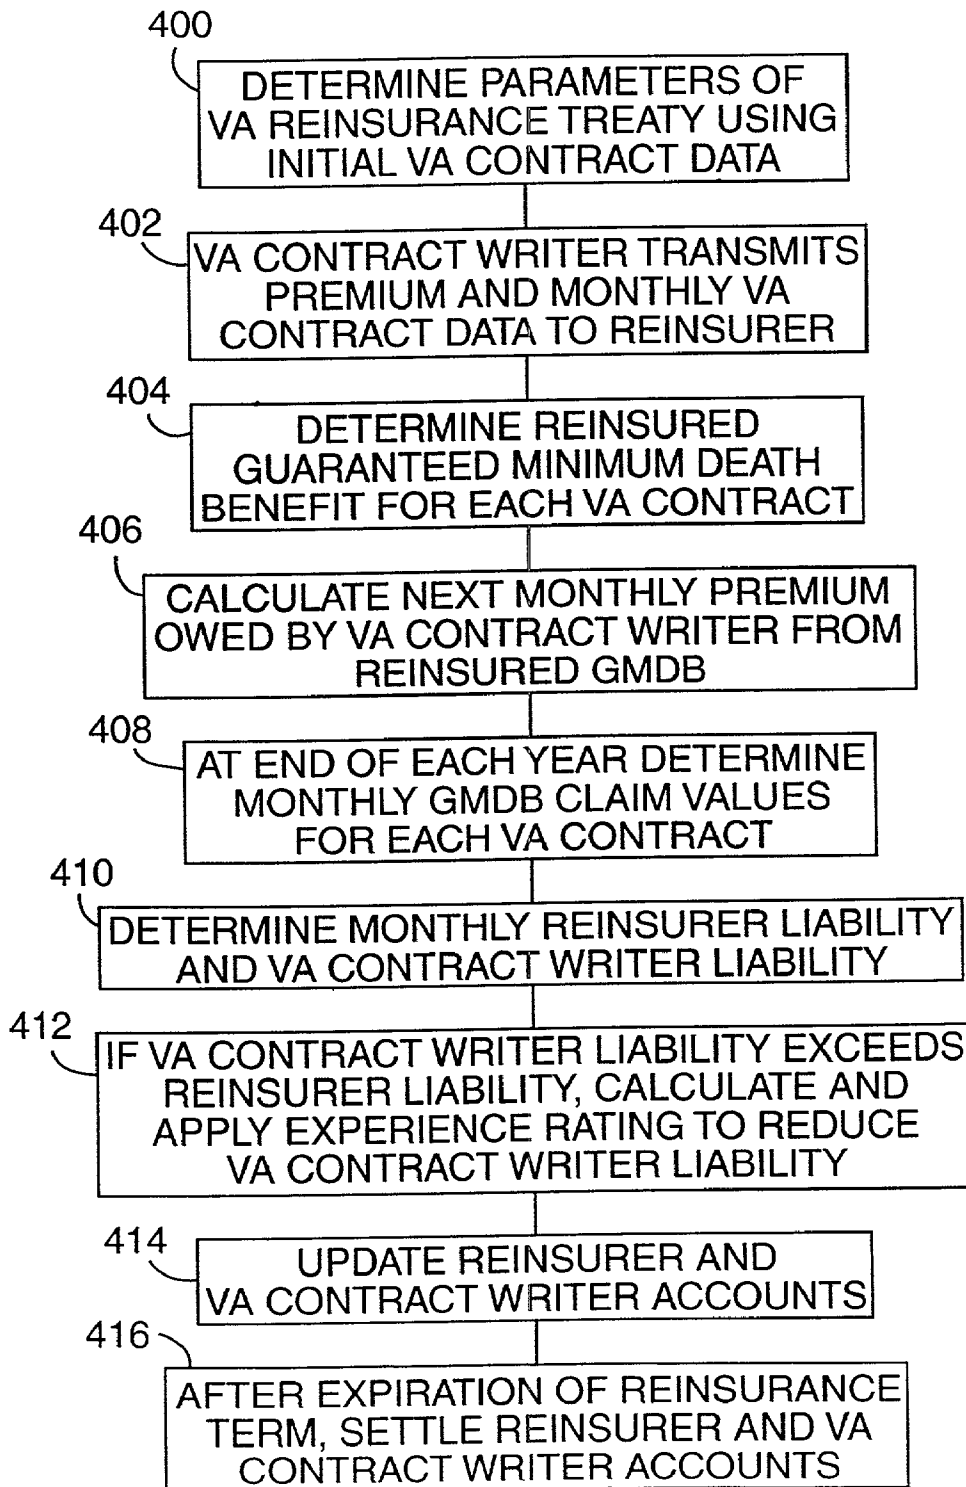 400
DETERMINE PARAMETERS OF
VA REINSURANCE TREATY USING
INITIAL VA CONTRACT DATA
402
VA CONTRACT WRITER TRANSMITS
PREMIUM AND MONTHLY VA
CONTRACT DATA TO REINSURER
404
DETERMINE REINSURED
GUARANTEED MINIMUM DEATH
BENEFIT FOR EACH VA CONTRACT
406
CALCULATE NEXT MONTHLY PREMIUM
OWED BY VA CONTRACT WRITER FROM
REINSURED GMDB
408
AT END OF EACH YEAR DETERMINE
MONTHLY GMDB CLAIM VALUES
FOR EACH VA CONTRACT
410
DETERMINE MONTHLY REINSURER LIABILITY
AND VA CONTRACT WRITER LIABILITY
412
IF VA CONTRACT WRITER LIABILITY EXCEEDS
REINSURER LIABILITY, CALCULATE AND
APPLY EXPERIENCE RATING TO REDUCE
VA CONTRACT WRITER LIABILITY
414
UPDATE REINSURER AND
VA CONTRACT WRITER ACCOUNTS
416
AFTER EXPIRATION OF REINSURANCE
TERM, SETTLE REINSURER AND VA
CONTRACT WRITER ACCOUNTS